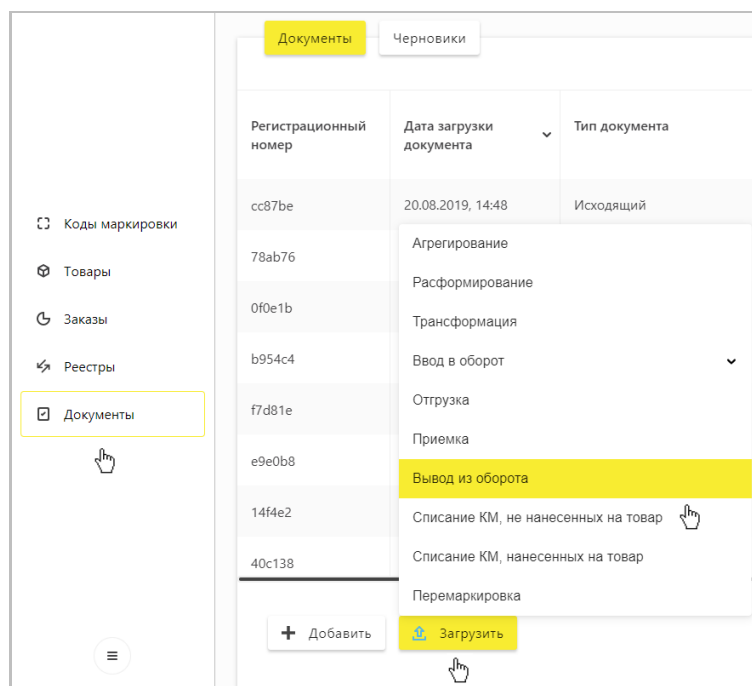 Документы
Черновики
Регистрационный номер
Дата загрузки документа
Тип документа
cc87be
20.08.2019, 14:48
Исходящий
78ab76
0f0e1b
b954c4
f7d81e
e9e0b8
14f4e2
40c138
Коды маркировки
Товары
Заказы
Реестры
Документы
Агрегирование
Расформирование
Трансформация
Ввод в оборот
Отгрузка
Приемка
Вывод из оборота
Списание КМ, не нанесенных на товар
Списание КМ, нанесенных на товар
Перемаркировка
Добавить
Загрузить